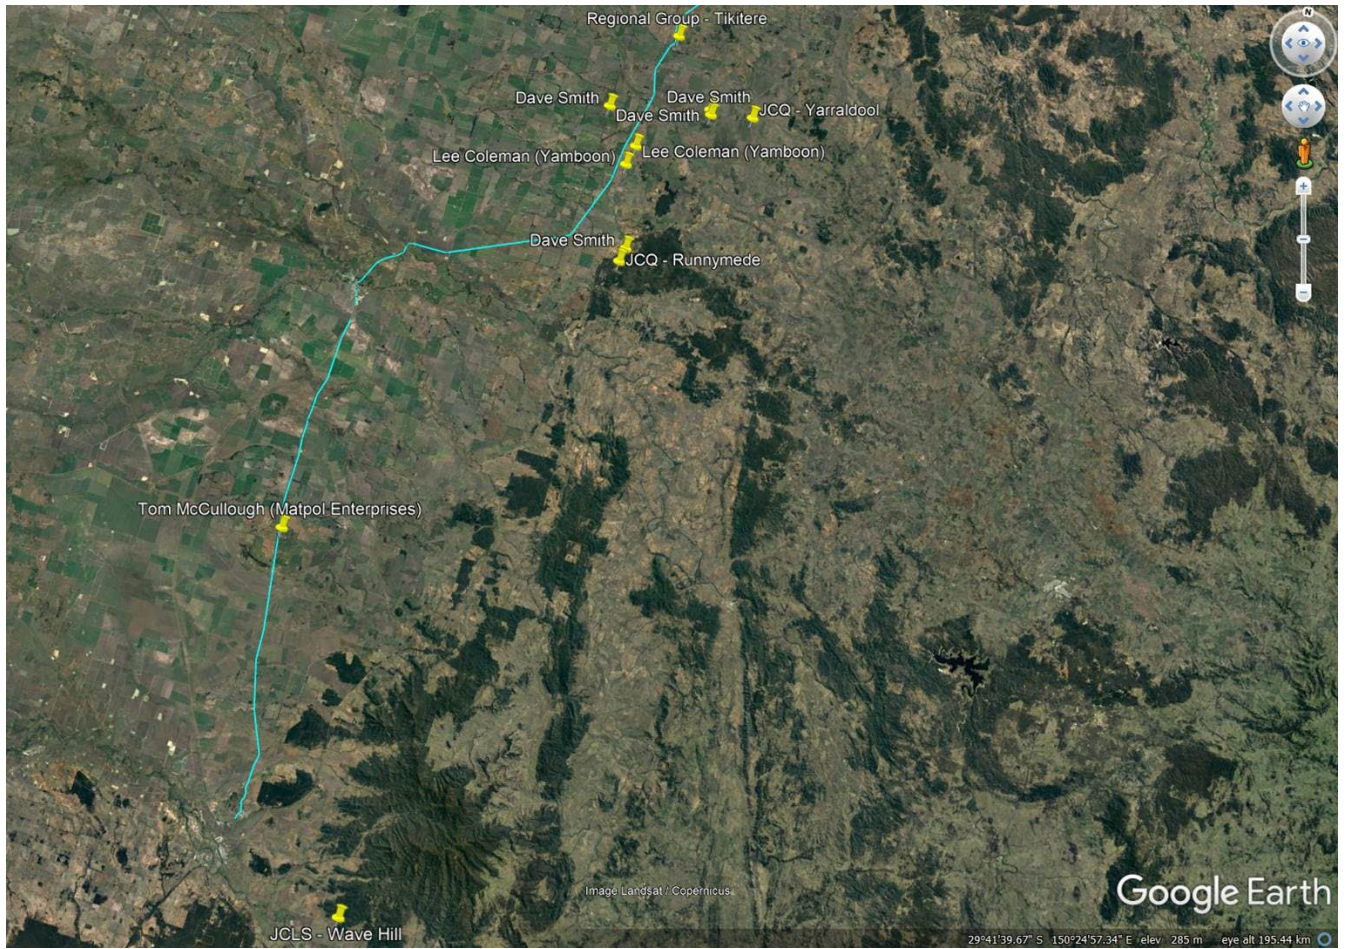 N
Regional Group - Tikitere
Dave Smith
Dave Smith
Dave Smith
JCQ - Yarraldool
Lee Coleman (Yamboon)
Lee Coleman (Yamboon)
Dave Smith
JCQ - Runnymede
Tom McCullough (Matpol Enterprises)
Image Landsat / Copernicus
Google Earth
JCLS - Wave Hill
29°41'39.67" S 150°24'57.34" E elev 285 m eye alt 195.44 km